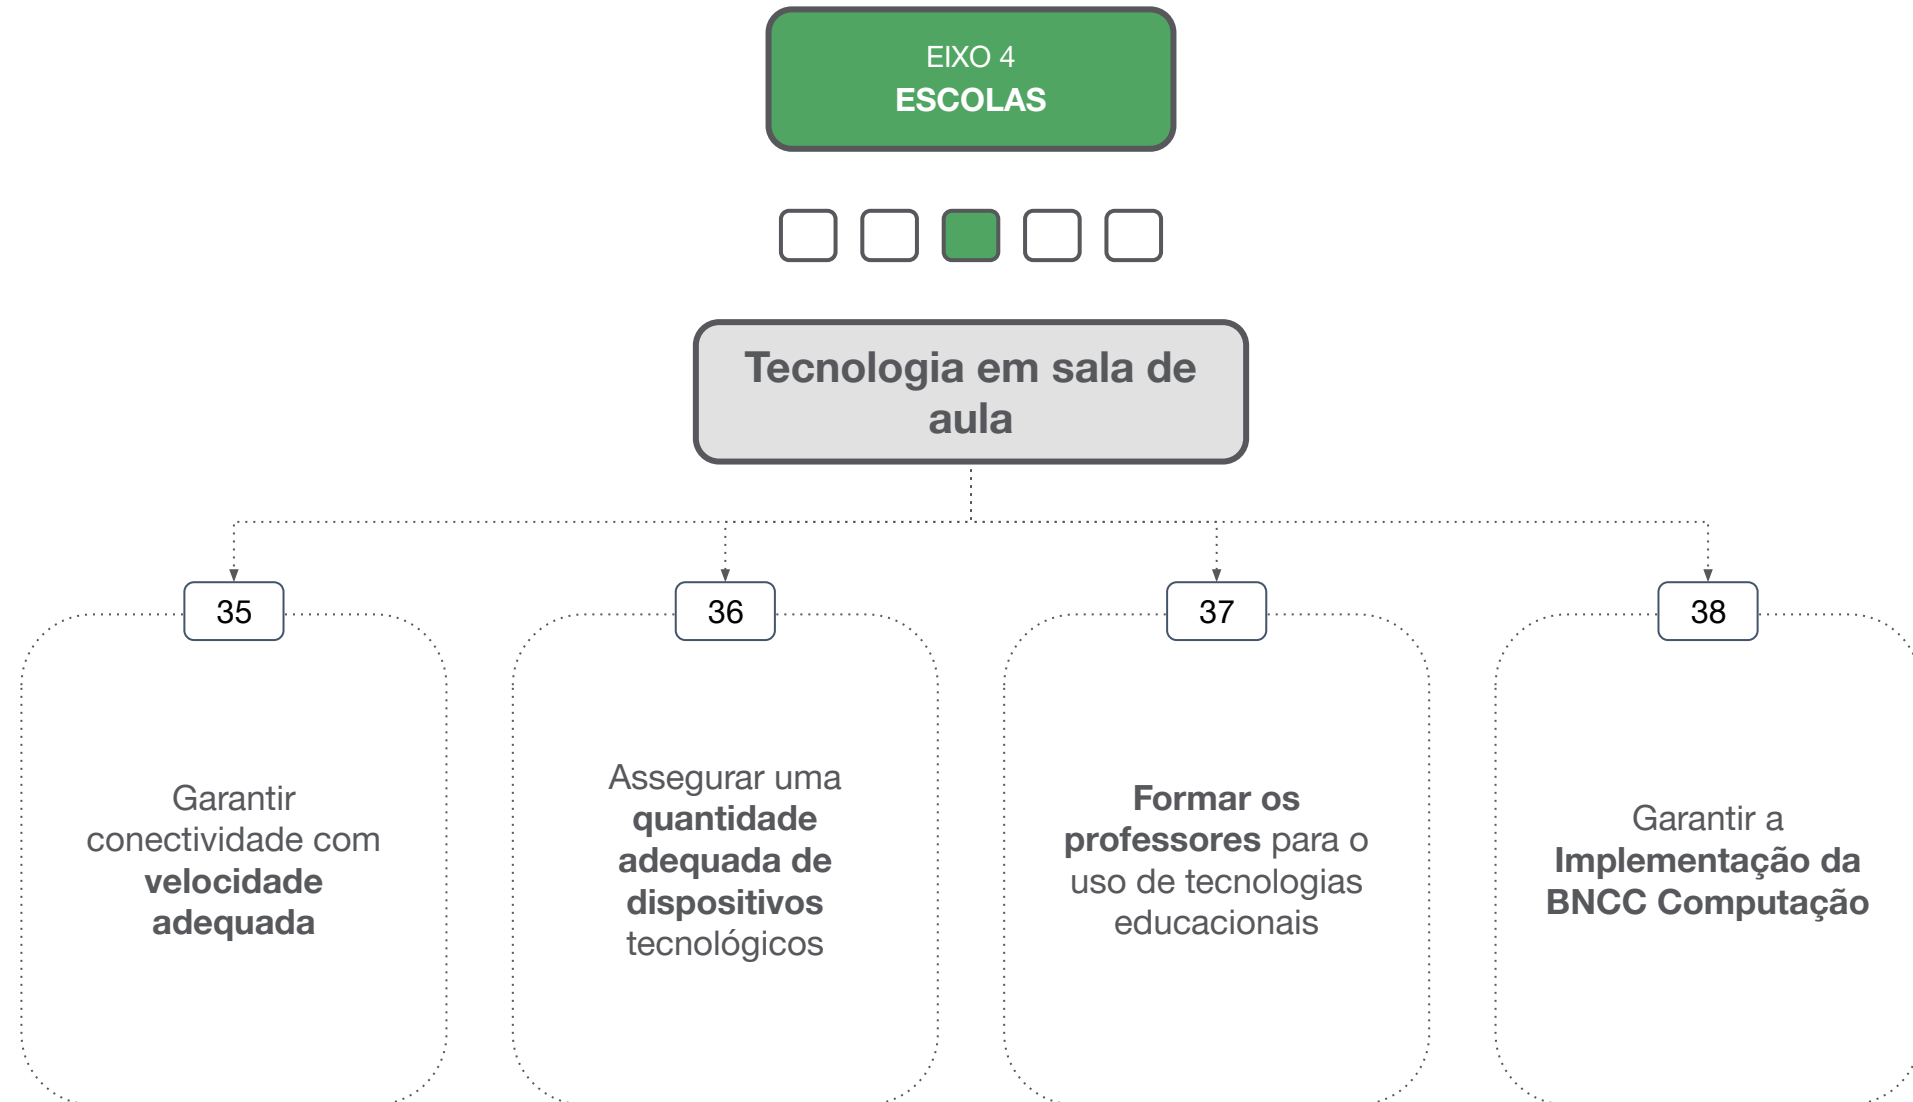 EIXO 4
ESCOLAS
Tecnologia em sala de
aula
35
Garantir
conectividade com
velocidade
adequada
36
Assegurar uma
quantidade
adequada de
dispositivos
tecnológicos
37
Formar os
professores para o
uso de tecnologias
educacionais
38
Garantir a
Implementação da
BNCC Computação